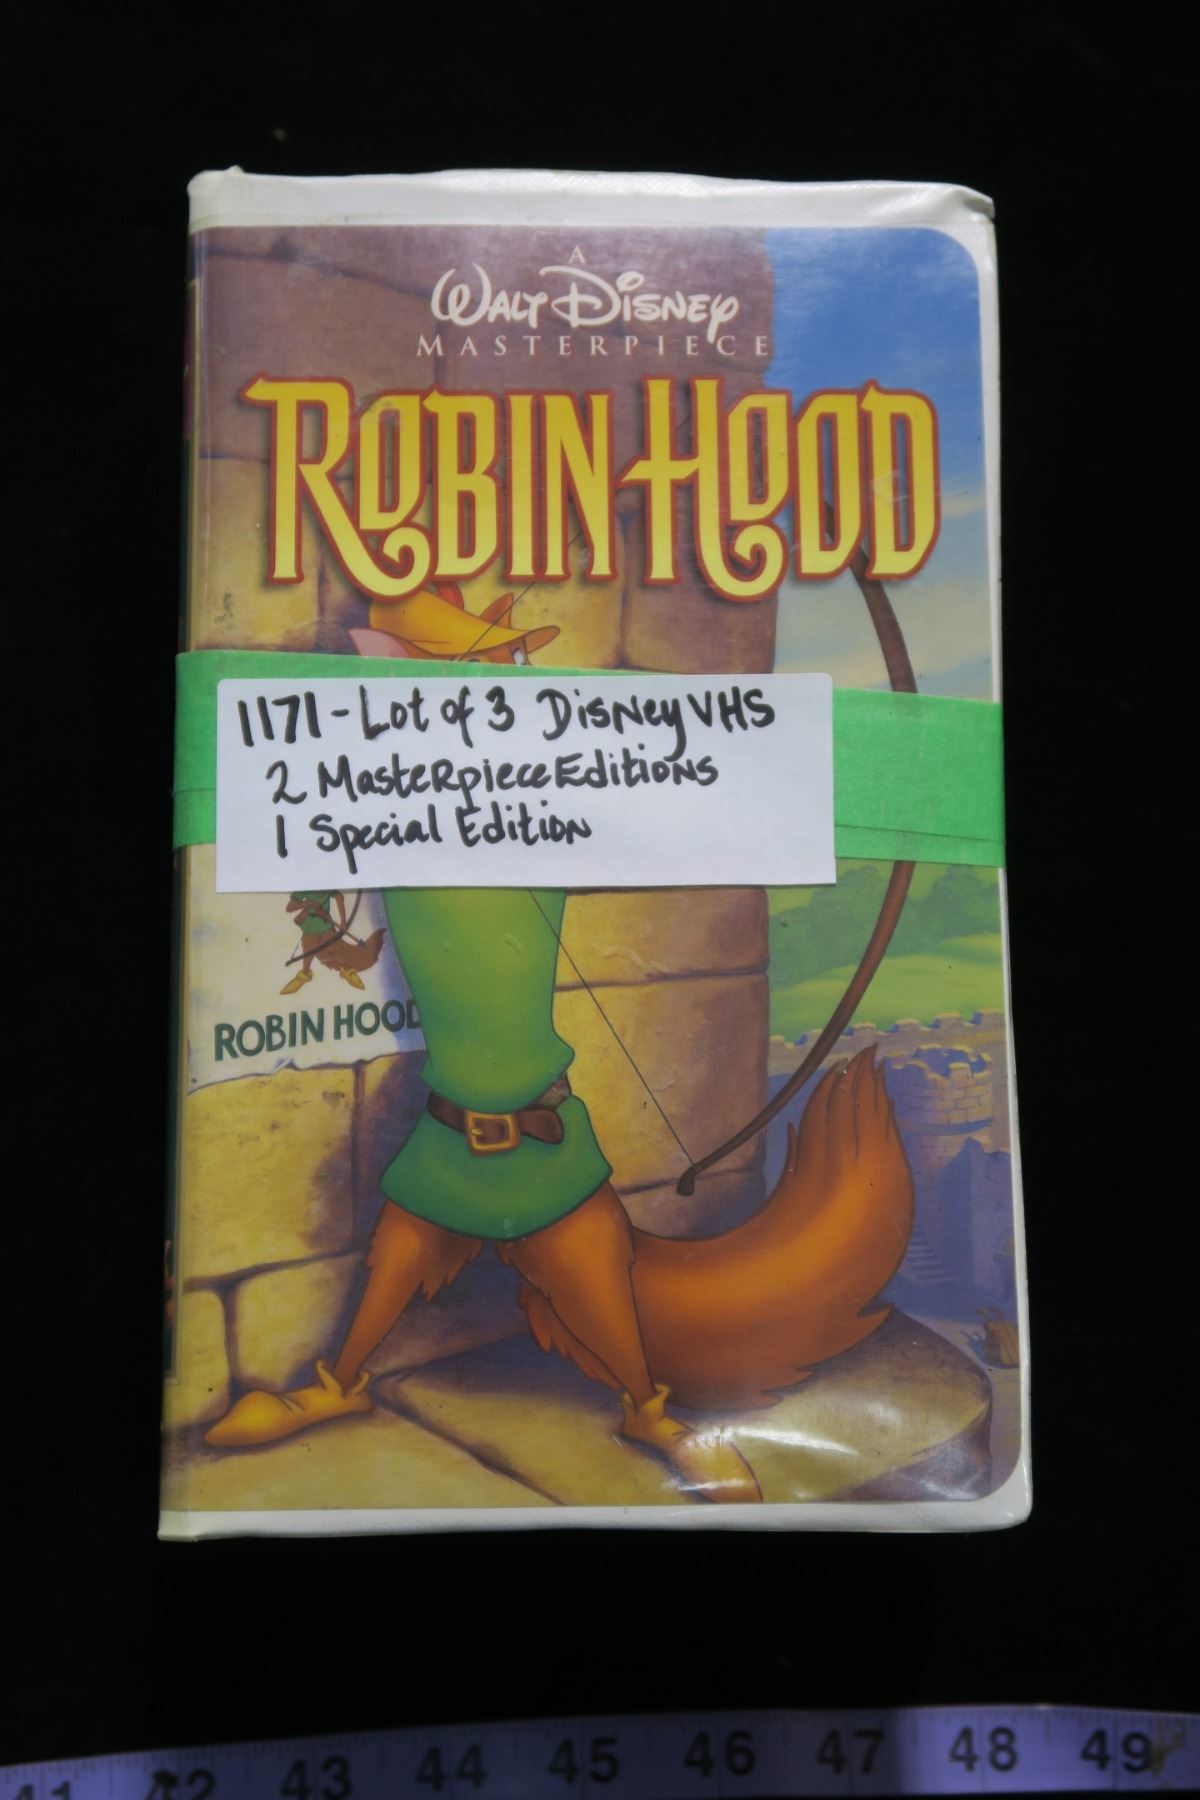 A
WALT DISNEY
MASTERPIECE
ROBIN HOOD
1171 - Lot of 3 Disney VHS
2 Masterpiece Editions
1 Special Edition
ROBIN HOOD
41 42 43 44 45 46 47 48 49